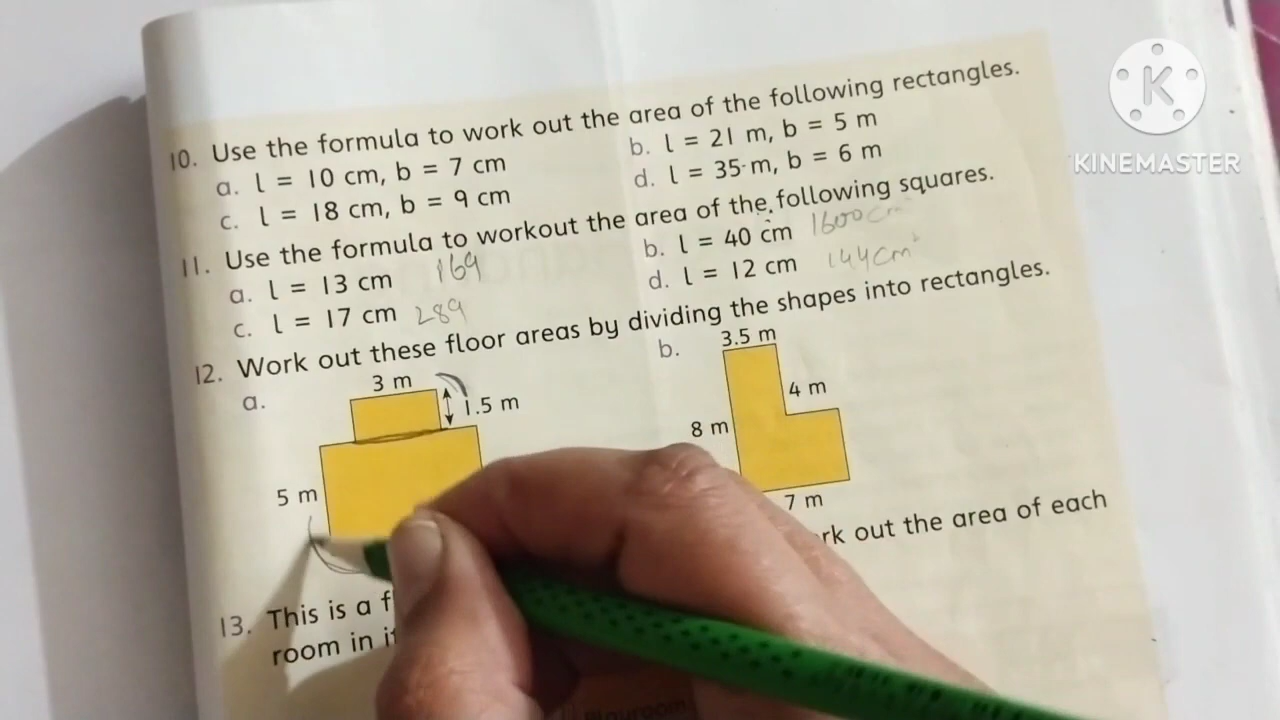 KINEMASTER
10. Use the formula to work out the area of the following rectangles.
a. l = 10 cm, b = 7 cm
b. l = 21 m, b = 5 m
c. l = 18 cm, b = 9 cm
d. l = 35 m, b = 6 m
11. Use the formula to workout the area of the following squares.
a. l = 13 cm 169
b. l = 40 cm 1600 cm
c. l = 17 cm 289
d. l = 12 cm 144cm²
12. Work out these floor areas by dividing the shapes into rectangles.
a.
3 m
1.5 m
5 m
b.
3.5 m
4 m
8 m
7 m
13. This is a
rk out the area of each
room in